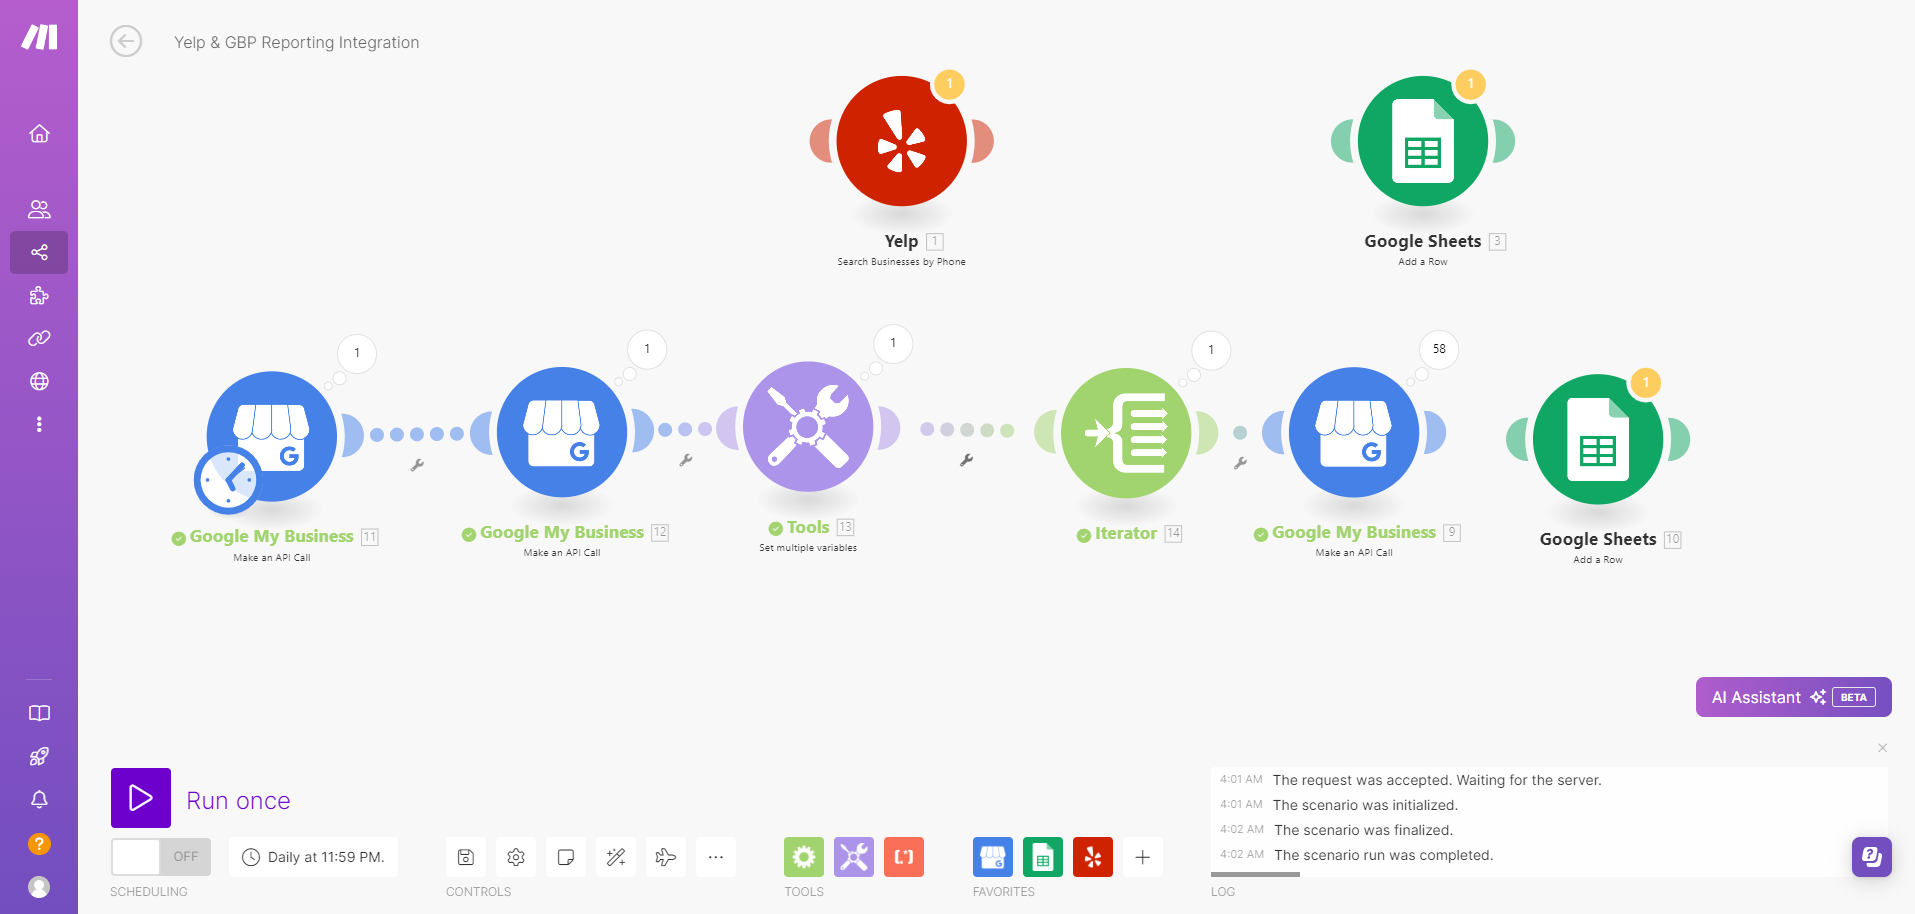 Yelp & GBP Reporting Integration
1
1
Yelp 1
Search Businesses by Phone
Google Sheets 3
Add a Row
1
1
1
1
58
1
Google My Business 11
Make an API Call
Google My Business 12
Make an API Call
Tools 13
Set multiple variables
Iterator 14
Google My Business 9
Make an API Call
Google Sheets 10
Add a Row
AI Assistant BETA
Run once
OFF
Daily at 11:59 PM.
SCHEDULING
CONTROLS
TOOLS
FAVORITES
4:01 AM The request was accepted. Waiting for the server.
4:01 AM The scenario was initialized.
4:02 AM The scenario was finalized.
4:02 AM The scenario run was completed.
LOG